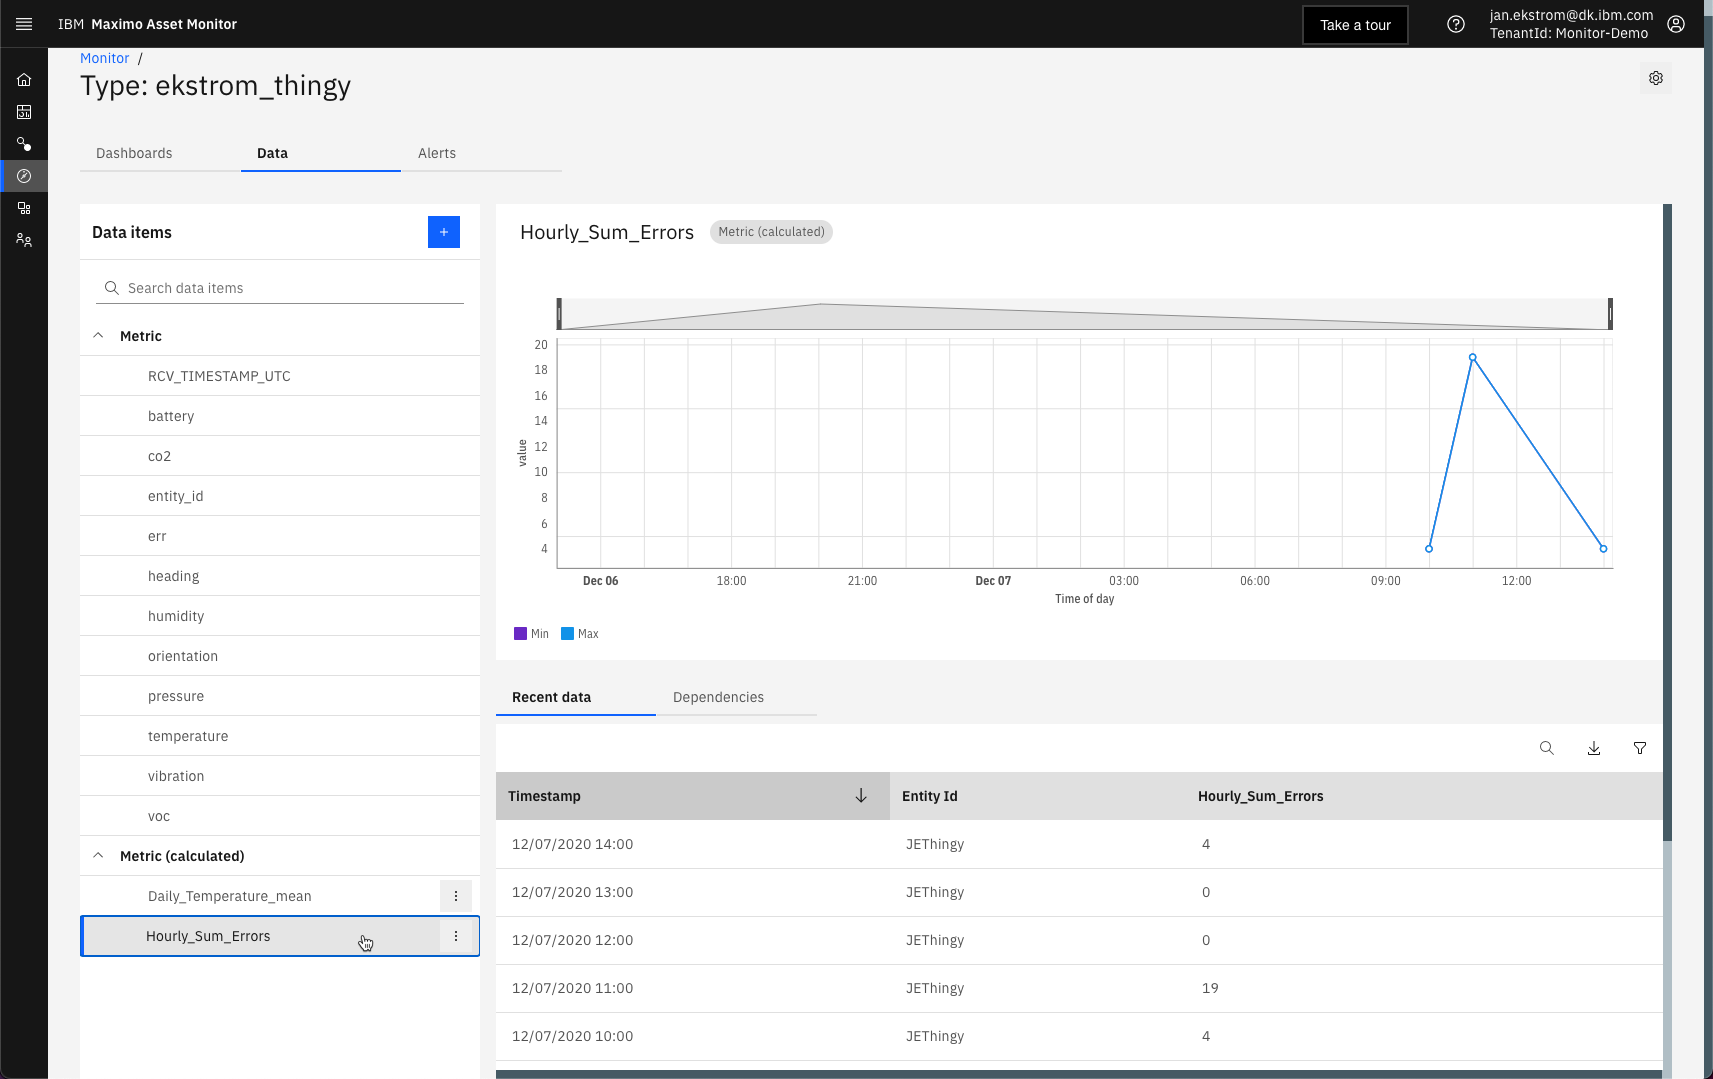 IBM Maximo Asset Monitor
Take a tour
jan.ekstrom@dk.ibm.com
TenantId: Monitor-Demo
Monitor /
Type: ekstrom_thingy
Dashboards
Data
Alerts
Data items
+
Search data items
Metric
RCV_TIMESTAMP_UTC
battery
co2
entity_id
err
heading
humidity
orientation
pressure
temperature
vibration
voc
Metric (calculated)
Daily_Temperature_mean
Hourly_Sum_Errors
Hourly_Sum_Errors
Metric (calculated)
20
18
16
14
12
10
8
6
4
value
Dec 06 18:00 21:00 Dec 07 03:00 06:00 09:00 12:00
Time of day
Min Max
Recent data
Dependencies
Timestamp Entity Id Hourly_Sum_Errors
12/07/2020 14:00 JEThingy 4
12/07/2020 13:00 JEThingy 0
12/07/2020 12:00 JEThingy 0
12/07/2020 11:00 JEThingy 19
12/07/2020 10:00 JEThingy 4